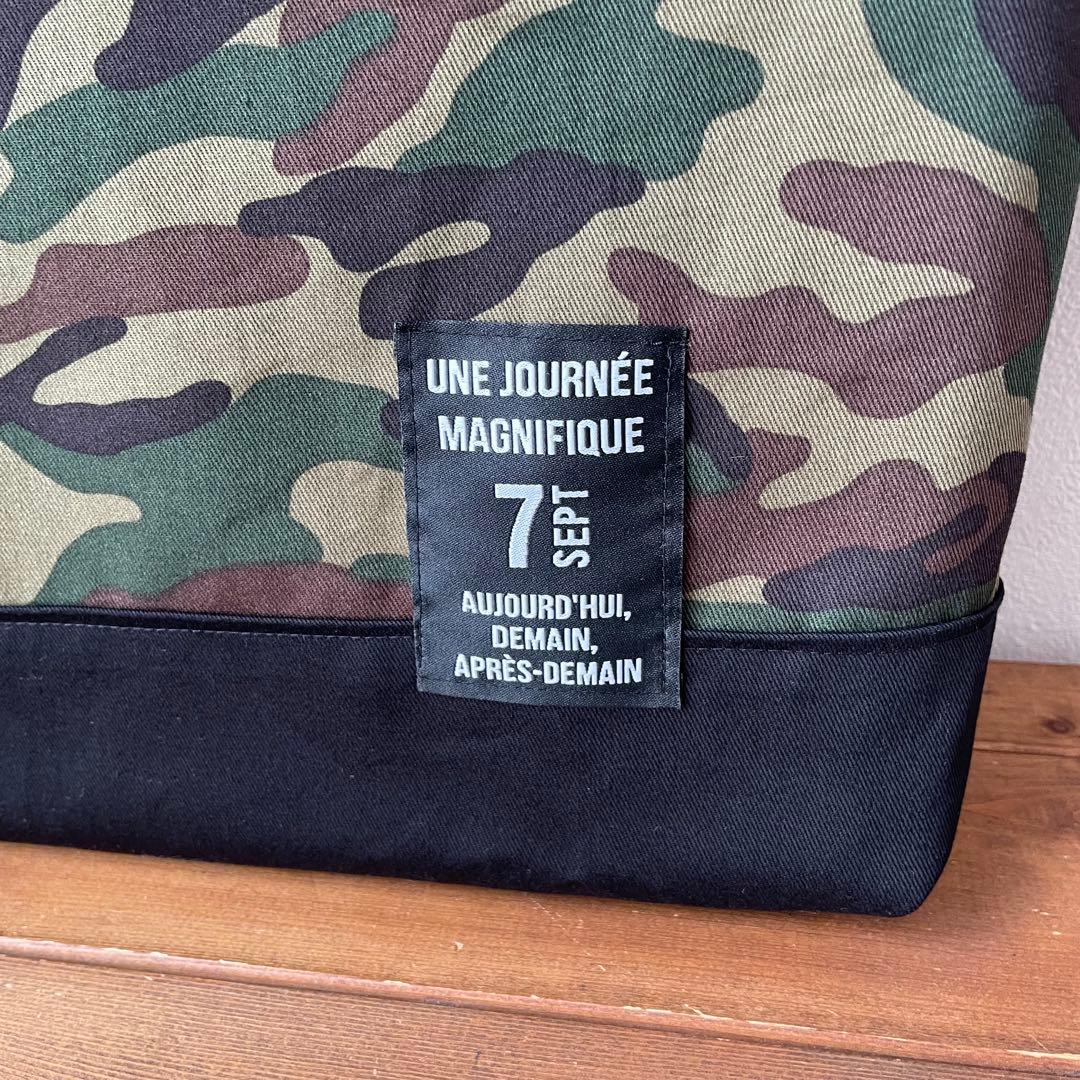 UNE JOURNÉE
MAGNIFIQUE
7 SEPT
AUJOURD'HUI,
DEMAIN,
APRÈS-DEMAIN